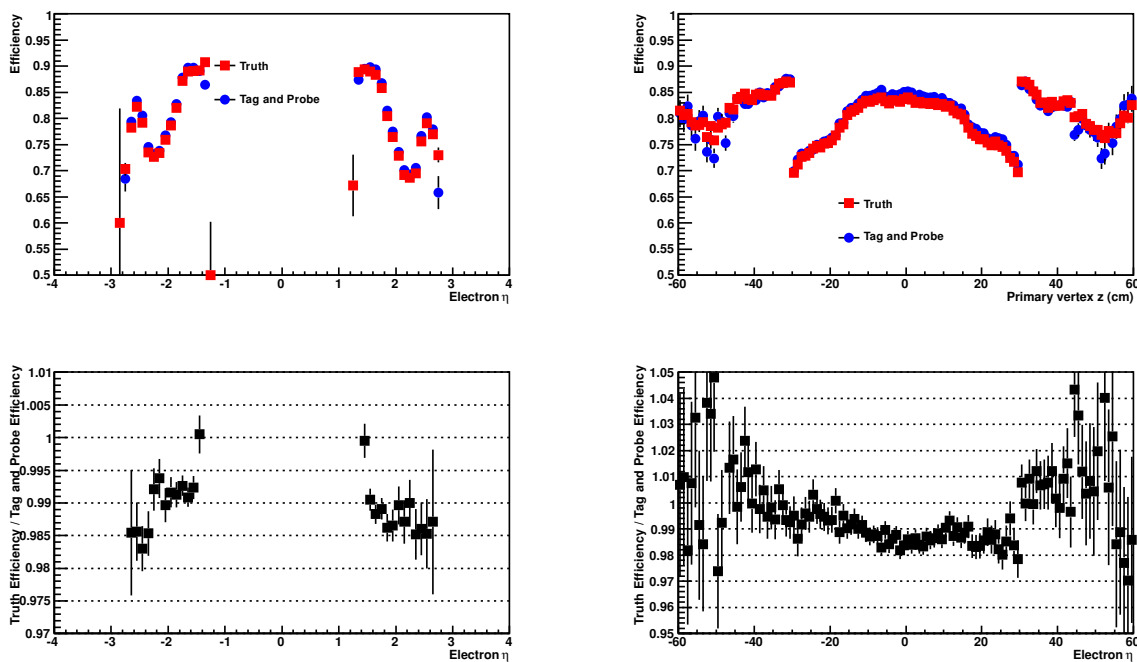 Efficiency
1
0.95
0.9
0.85
0.8
0.75
0.7
0.65
0.6
0.55
0.5
Truth
Tag and Probe
-4 -3 -2 -1 0 1 2 3 4
Electron η
Efficiency
1
0.95
0.9
0.85
0.8
0.75
0.7
0.65
0.6
0.55
0.5
Truth
Tag and Probe
-60 -40 -20 0 20 40 60
Primary vertex z (cm)
Truth Efficiency / Tag and Probe Efficiency
1.01
1.005
1
0.995
0.99
0.985
0.98
0.975
0.97
-4 -3 -2 -1 0 1 2 3 4
Electron η
Truth Efficiency / Tag and Probe Efficiency
1.05
1.04
1.03
1.02
1.01
1
0.99
0.98
0.97
0.96
0.95
-60 -40 -20 0 20 40 60
Electron η